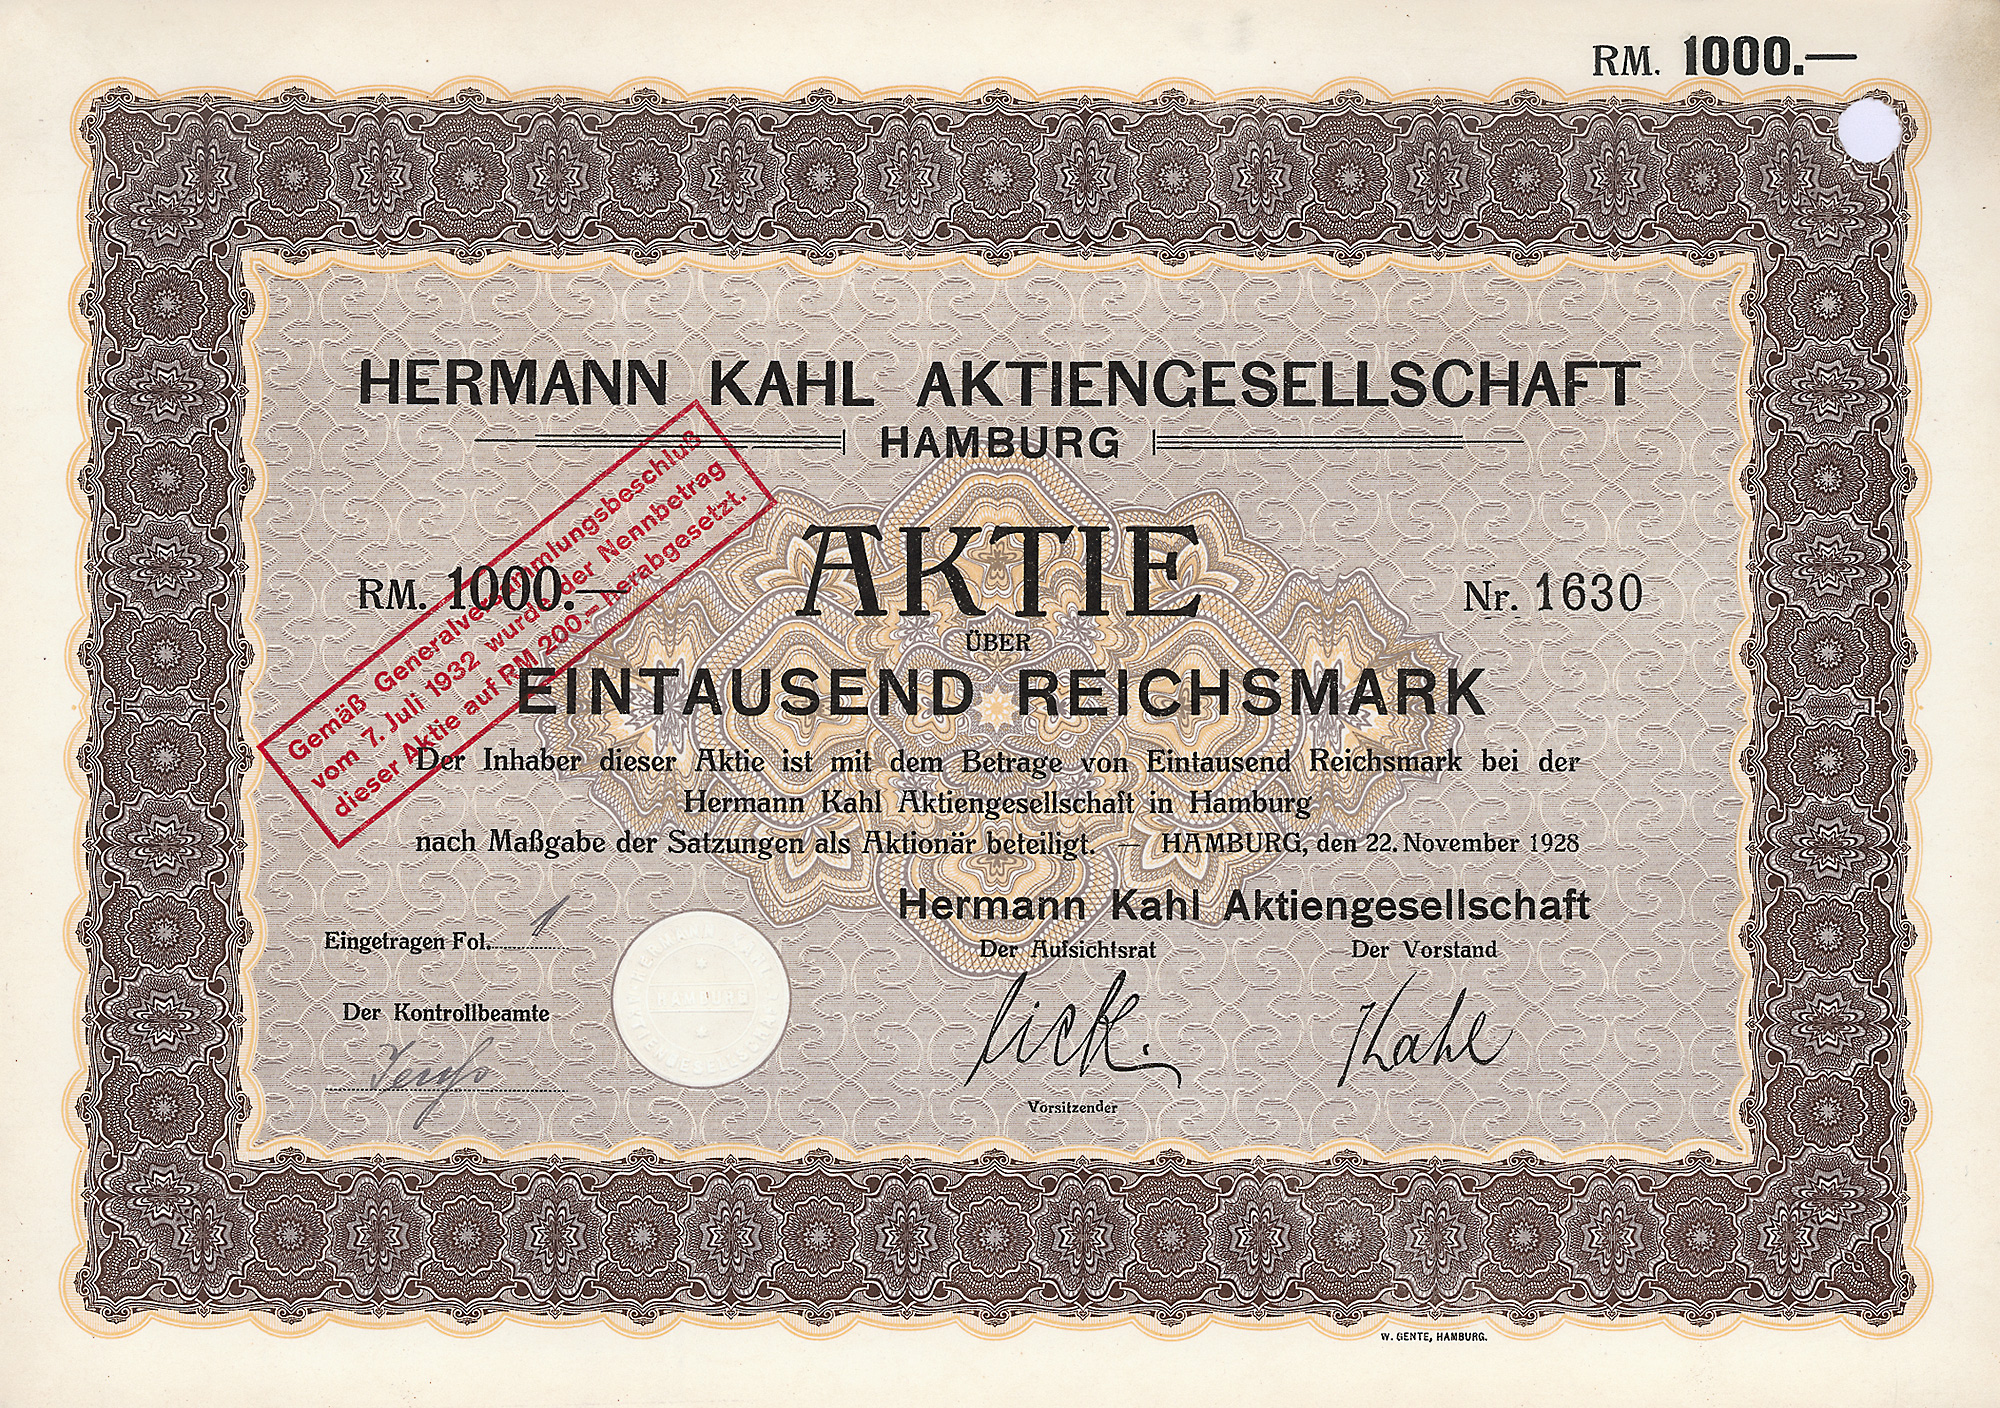 RM. 1000.—
HERMANN KAHL AKTIENGESELLSCHAFT
HAMBURG
Gemäß Generalversammlungsbeschluß
vom 7. Juli 1932 wurde der Nennbetrag
dieser Aktie auf RM 200.- herabgesetzt.
RM. 1000.—
AKTIE
Nr. 1630
ÜBER
EINTAUSEND REICHSMARK
Der Inhaber dieser Aktie ist mit dem Betrage von Eintausend Reichsmark bei der
Hermann Kahl Aktiengesellschaft in Hamburg
nach Maßgabe der Satzungen als Aktionär beteiligt. — HAMBURG, den 22. November 1928
Hermann Kahl Aktiengesellschaft
Eingetragen Fol. 1
Der Aufsichtsrat
Der Vorstand
HERMANN KAHL
HAMBURG
AKTIENGESELLSCHAFT
Der Kontrollbeamte
Kahl
Vorsitzender
W. GENTE, HAMBURG.